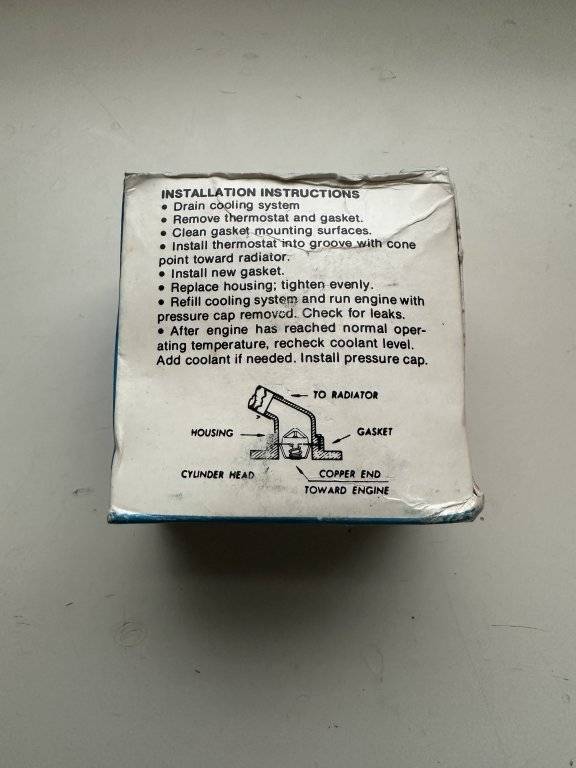 INSTALLATION INSTRUCTIONS
• Drain cooling system
• Remove thermostat and gasket.
• Clean gasket mounting surfaces.
• Install thermostat into groove with cone
point toward radiator.
• Install new gasket.
• Replace housing; tighten evenly.
• Refill cooling system and run engine with
pressure cap removed. Check for leaks.
• After engine has reached normal oper-
ating temperature, recheck coolant level.
Add coolant if needed. Install pressure cap.
TO RADIATOR
HOUSING
GASKET
CYLINDER HEAD
COPPER END
TOWARD ENGINE